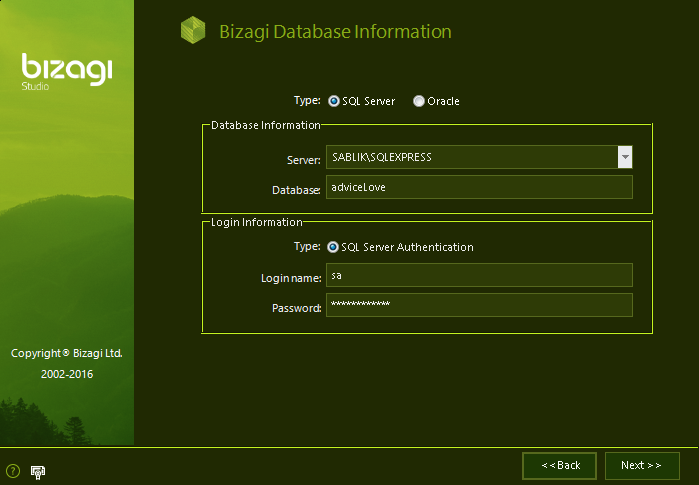 bizagi
Studio
Bizagi Database Information
Type: SQL Server Oracle
Database Information
Server: SABLIK\SQLEXPRESS
Database: adviceLove
Login Information
Type: SQL Server Authentication
Login name: sa
Password: ************
Copyright® Bizagi Ltd.
2002-2016
?
<<Back Next >>